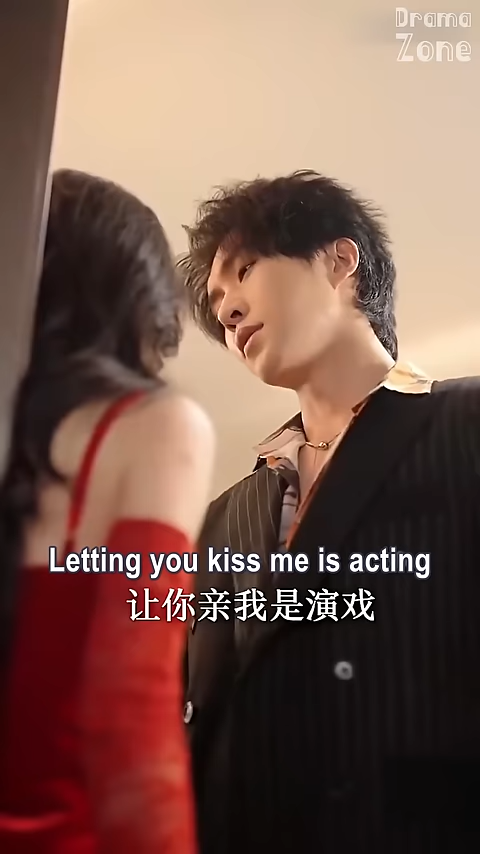 Drama
Zone
Letting you kiss me is acting
让你亲我是演戏